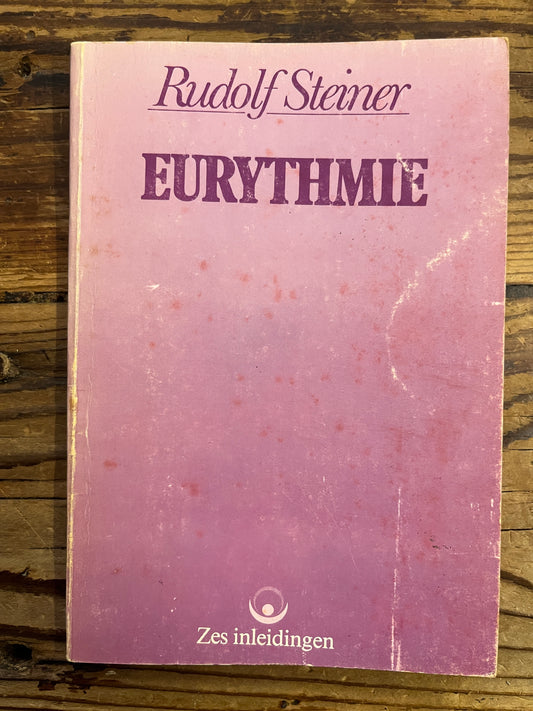 Rudolf Steiner
EURYTHMIE
Zes inleidingen